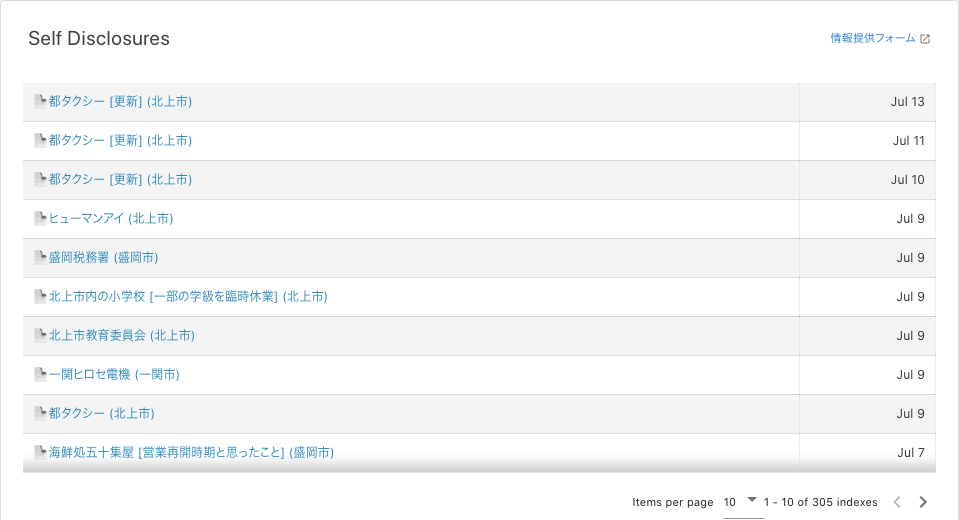 Self Disclosures
情報提供フォーム
都タクシー [更新] (北上市) Jul 13
都タクシー [更新] (北上市) Jul 11
都タクシー [更新] (北上市) Jul 10
ヒューマンアイ (北上市) Jul 9
盛岡税務署 (盛岡市) Jul 9
北上市内の小学校 [一部の学級を臨時休業] (北上市) Jul 9
北上市教育委員会 (北上市) Jul 9
一関ヒロセ電機 (一関市) Jul 9
都タクシー (北上市) Jul 9
海鮮処五十集屋 [営業再開時期と思ったこと] (盛岡市) Jul 7
Items per page 10 1 - 10 of 305 indexes